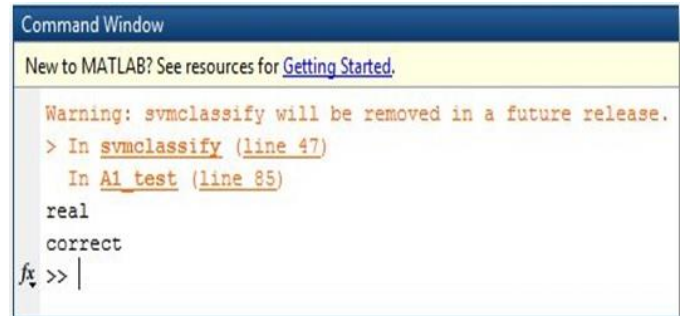 Command Window
New to MATLAB? See resources for Getting Started.
Warning: svmclassify will be removed in a future release.
> In svmclassify (line 47)
In A1_test (line 85)
real
correct
fx >>